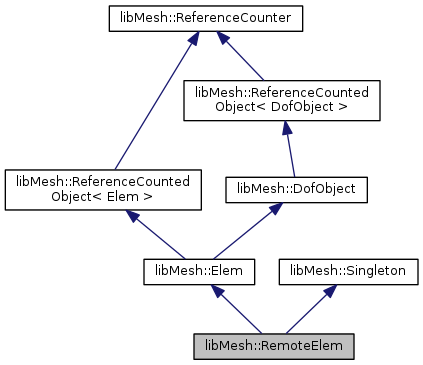 libMesh::ReferenceCounter
libMesh::ReferenceCounted
Object< DofObject >
libMesh::ReferenceCounted
Object< Elem >
libMesh::DofObject
libMesh::Elem
libMesh::Singleton
libMesh::RemoteElem